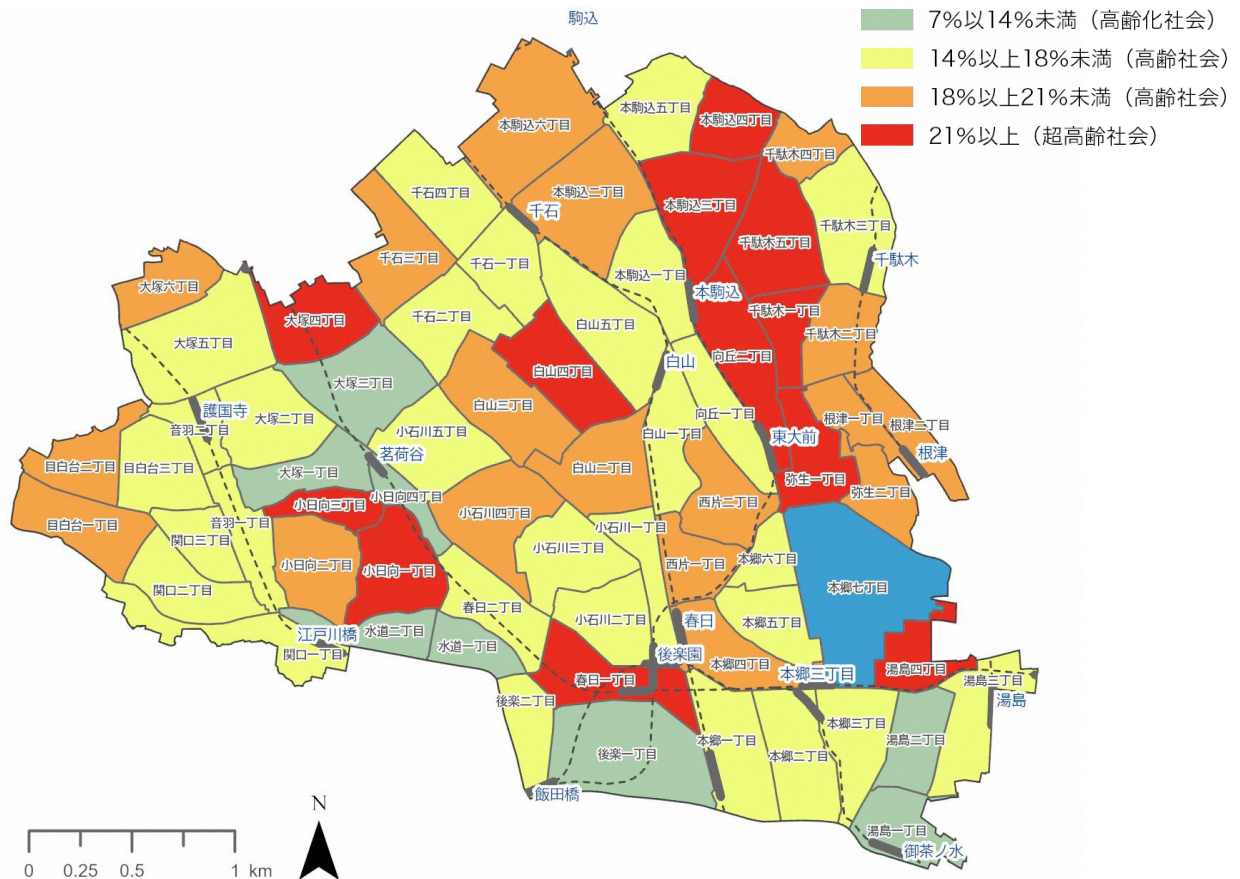 駒込
7%以14%未満（高齢化社会）
14%以上18%未満（高齢社会）
18%以上21%未満（高齢社会）
21%以上（超高齢社会）
本駒込五丁目
本駒込四丁目
本駒込六丁目
千駄木四丁目
千石四丁目
本駒込二丁目
本駒込三丁目
千石
千駄木三丁目
千駄木五丁目
千石三丁目
千石一丁目
千駄木
本駒込一丁目
大塚六丁目
本駒込
千駄木一丁目
大塚四丁目
千石二丁目
白山五丁目
千駄木二丁目
大塚五丁目
向丘二丁目
白山
白山四丁目
大塚三丁目
白山三丁目
護国寺
向丘一丁目
大塚二丁目
根津一丁目
根津二丁目
音羽二丁目
小石川五丁目
白山一丁目
東大前
茗荷谷
根津
目白台二丁目
目白台三丁目
大塚一丁目
白山二丁目
弥生一丁目
弥生二丁目
小日向四丁目
小日向三丁目
西片二丁目
小石川四丁目
目白台一丁目
音羽一丁目
小石川一丁目
関口三丁目
小石川三丁目
本郷六丁目
小日向二丁目
小日向一丁目
西片一丁目
本郷七丁目
関口二丁目
春日二丁目
小石川二丁目
春日
本郷五丁目
江戸川橋
水道二丁目
水道一丁目
関口一丁目
後楽園
本郷四丁目
本郷三丁目
湯島四丁目
春日一丁目
湯島三丁目
後楽二丁目
湯島
本郷三丁目
後楽一丁目
本郷一丁目
本郷二丁目
湯島二丁目
飯田橋
N
湯島一丁目
御茶ノ水
0 0.25 0.5 1 km